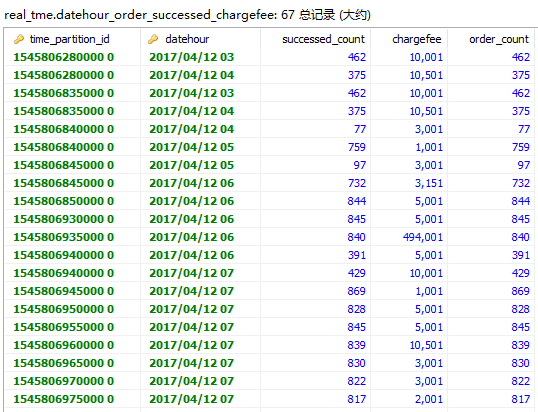 real_tme.datehour_order_successed_chargefee: 67 总记录 (大约)
time_partition_id datehour successed_count chargefee order_count
1545806280000 0 2017/04/12 03 462 10,001 462
1545806280000 0 2017/04/12 04 375 10,501 375
1545806835000 0 2017/04/12 03 462 10,001 462
1545806835000 0 2017/04/12 04 375 10,501 375
1545806840000 0 2017/04/12 04 77 3,001 77
1545806840000 0 2017/04/12 05 759 1,001 759
1545806845000 0 2017/04/12 05 97 3,001 97
1545806845000 0 2017/04/12 06 732 3,151 732
1545806850000 0 2017/04/12 06 844 5,001 844
1545806930000 0 2017/04/12 06 845 5,001 845
1545806935000 0 2017/04/12 06 840 494,001 840
1545806940000 0 2017/04/12 06 391 5,001 391
1545806940000 0 2017/04/12 07 429 10,001 429
1545806945000 0 2017/04/12 07 869 1,001 869
1545806950000 0 2017/04/12 07 828 5,001 828
1545806955000 0 2017/04/12 07 845 5,001 845
1545806960000 0 2017/04/12 07 839 10,501 839
1545806965000 0 2017/04/12 07 830 3,001 830
1545806970000 0 2017/04/12 07 822 3,001 822
1545806975000 0 2017/04/12 07 817 2,001 817